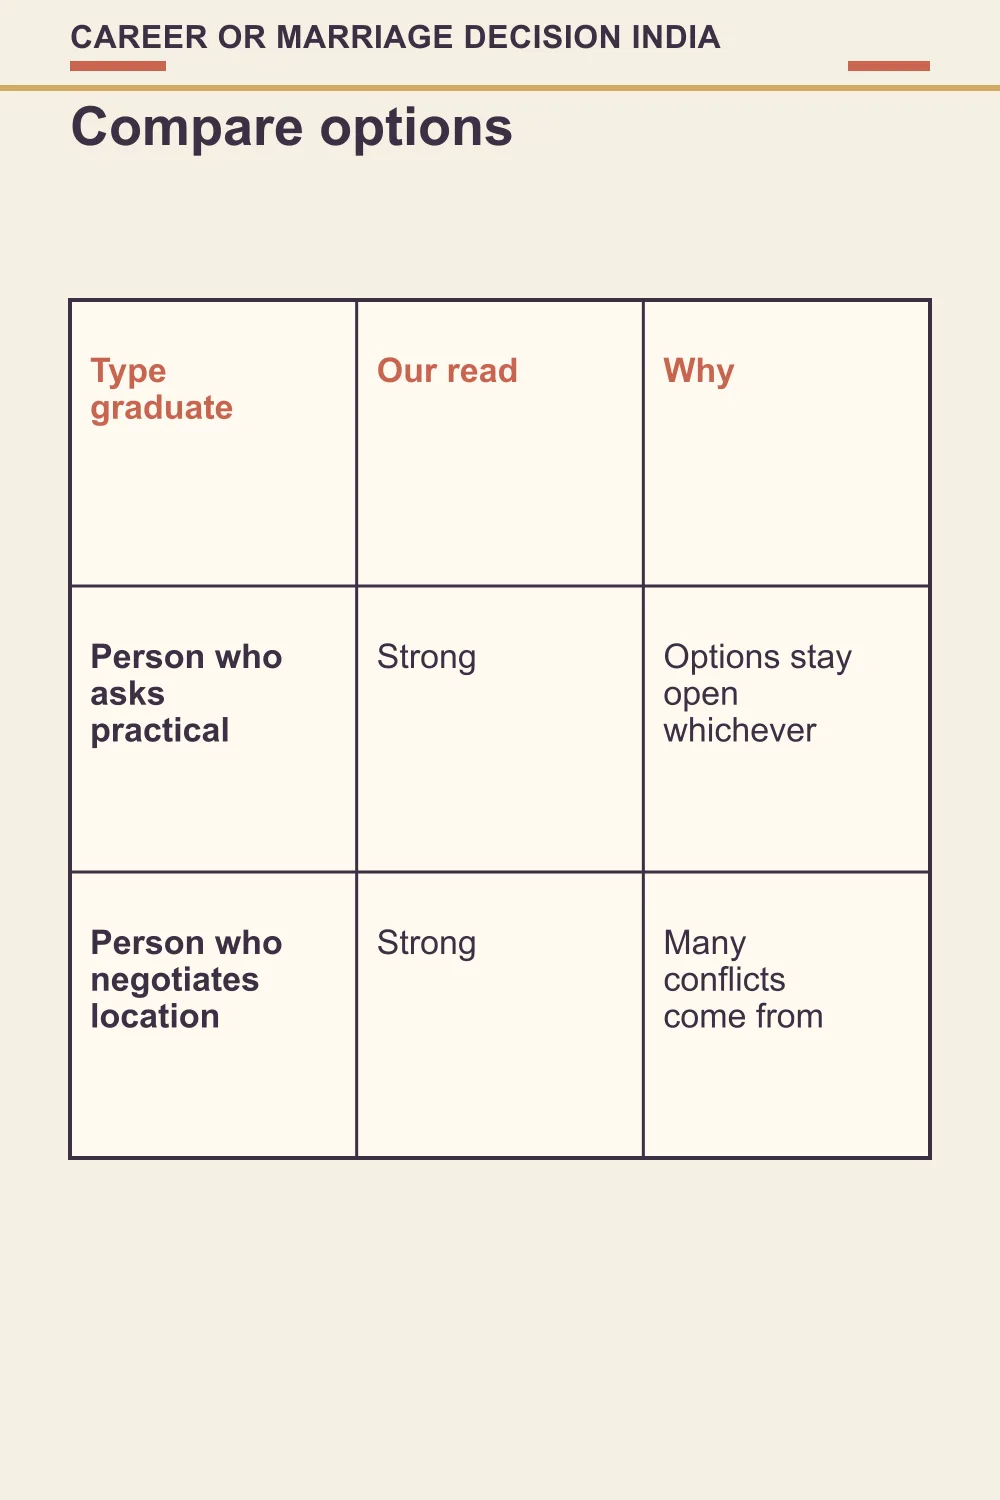 CAREER OR MARRIAGE DECISION INDIA
Compare options
Type
graduate
Our read
Why
Person who
asks
practical
Strong
Options stay
open
whichever
Person who
negotiates
location
Strong
Many
conflicts
come from